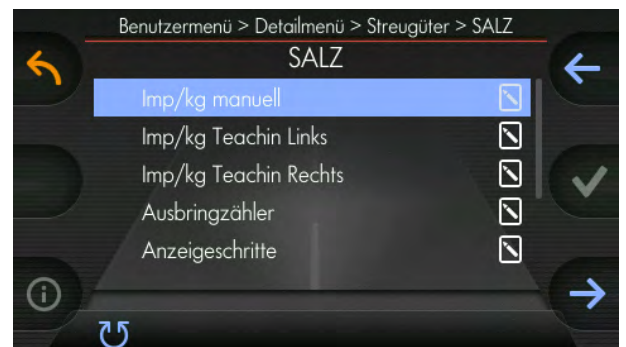 Benutzermenü > Detailmenü > Streugüter > SALZ
SALZ
Imp/kg manuell
Imp/kg Teachin Links
Imp/kg Teachin Rechts
Ausbringzähler
Anzeigeschritte